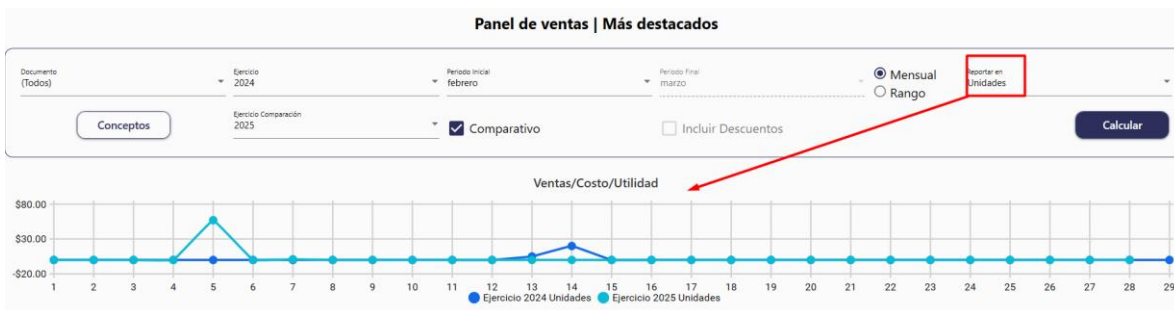 Panel de ventas | Más destacados
Documento
(Todos)
Ejercicio
2024
Periodo Inicial
febrero
Periodo Final
marzo
Mensual
Rango
Reportar en
Unidades
Conceptos
Ejercicio Comparación
2025
Comparativo
Incluir Descuentos
Calcular
Ventas/Costo/Utilidad
$80.00
$30.00
-$20.00
1 2 3 4 5 6 7 8 9 10 11 12 13 14 15 16 17 18 19 20 21 22 23 24 25 26 27 28 29
Ejercicio 2024 Unidades Ejercicio 2025 Unidades